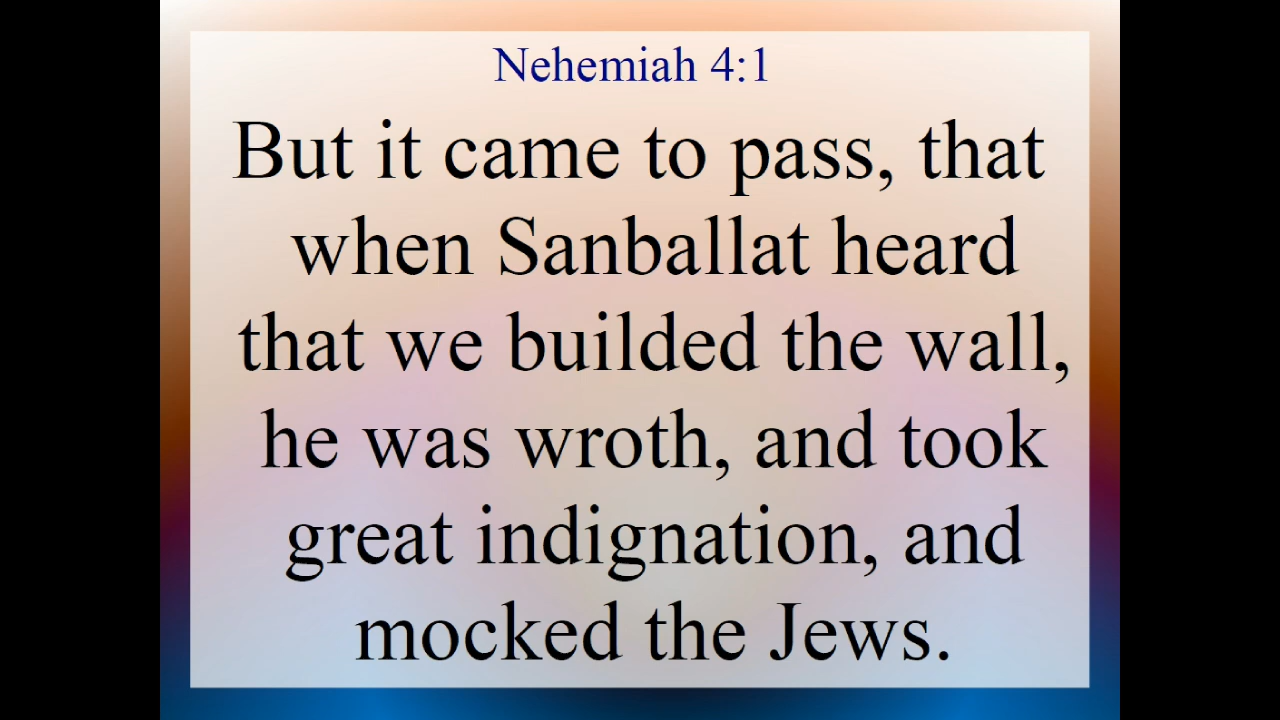 Nehemiah 4:1
But it came to pass, that
when Sanballat heard
that we builded the wall,
he was wroth, and took
great indignation, and
mocked the Jews.